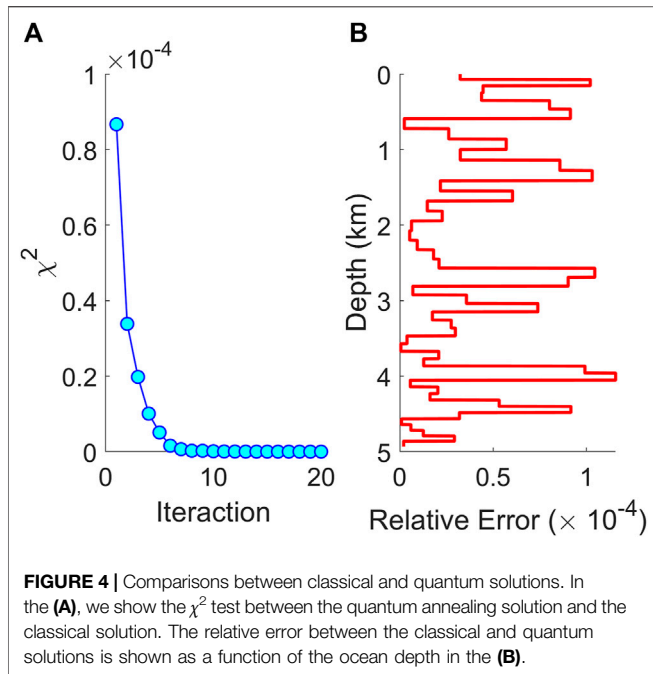 A
B
×10⁻⁴
1
0.8
0.6
0.4
0.2
0
χ²
0
10
20
Iteraction
0
1
2
3
4
5
Depth (km)
0
0.5
1
Relative Error (× 10⁻⁴)
FIGURE 4 | Comparisons between classical and quantum solutions. In
the (A), we show the χ² test between the quantum annealing solution and the
classical solution. The relative error between the classical and quantum
solutions is shown as a function of the ocean depth in the (B).